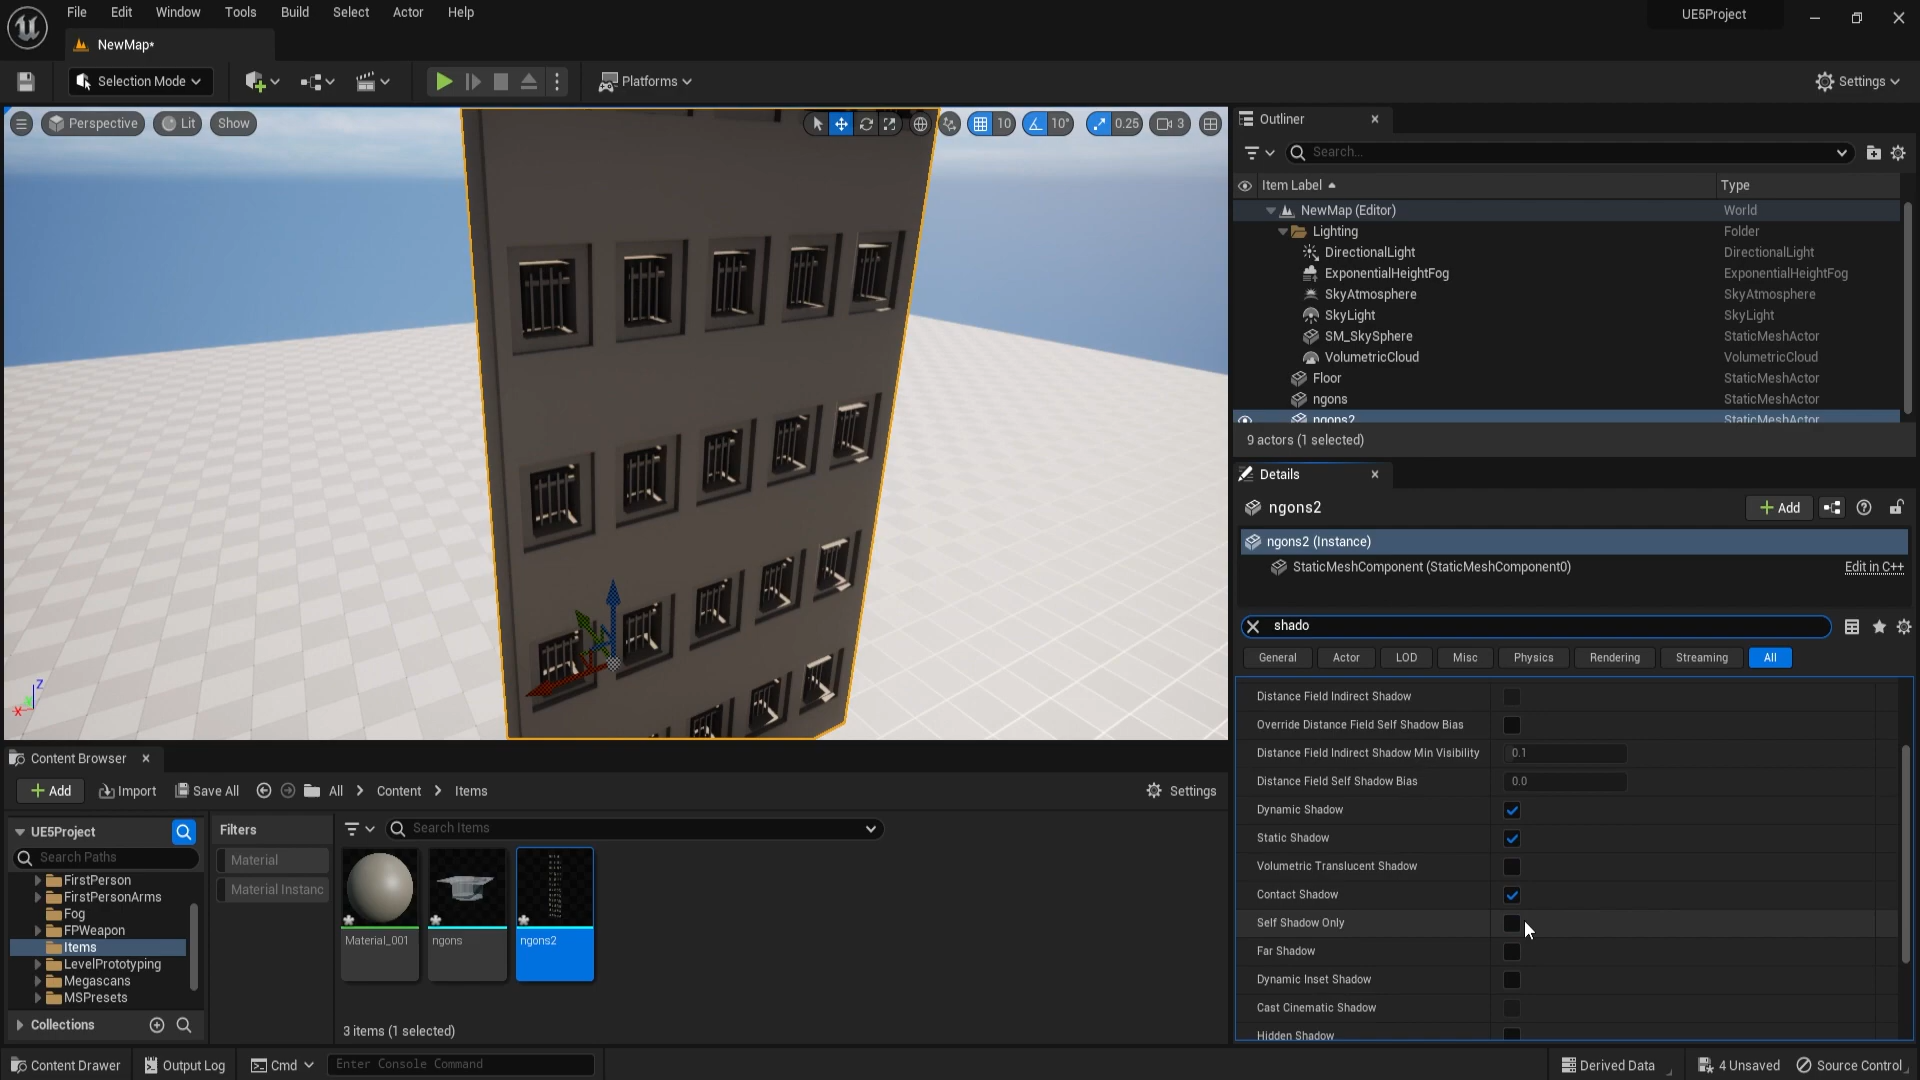 File Edit Window Tools Build Select Actor Help
UE5Project
NewMap*
Selection Mode
Platforms
Settings
Perspective Lit Show
10 10° 0.25 3
Outliner
Search...
Item Label Type
NewMap (Editor) World
Lighting Folder
DirectionalLight DirectionalLight
ExponentialHeightFog ExponentialHeightFog
SkyAtmosphere SkyAtmosphere
SkyLight SkyLight
SM_SkySphere StaticMeshActor
VolumetricCloud VolumetricCloud
Floor StaticMeshActor
ngons StaticMeshActor
ngons2 StaticMeshActor
9 actors (1 selected)
Details
ngons2
Add
ngons2 (Instance)
StaticMeshComponent (StaticMeshComponent0) Edit in C++
shado
General Actor LOD Misc Physics Rendering Streaming All
Distance Field Indirect Shadow
Override Distance Field Self Shadow Bias
Distance Field Indirect Shadow Min Visibility 0.1
Distance Field Self Shadow Bias 0.0
Dynamic Shadow
Static Shadow
Volumetric Translucent Shadow
Contact Shadow
Self Shadow Only
Far Shadow
Dynamic Inset Shadow
Cast Cinematic Shadow
Hidden Shadow
Z
X
Content Browser
Add Import Save All All Content Items Settings
UE5Project
Search Paths
FirstPerson
FirstPersonArms
Fog
FPWeapon
Items
LevelPrototyping
Megascans
MSPresets
Collections
Filters
Material
Material Instanc
Search Items
Material_001 ngons ngons2
3 items (1 selected)
Content Drawer Output Log Cmd Enter Console Command Derived Data 4 Unsaved Source Control